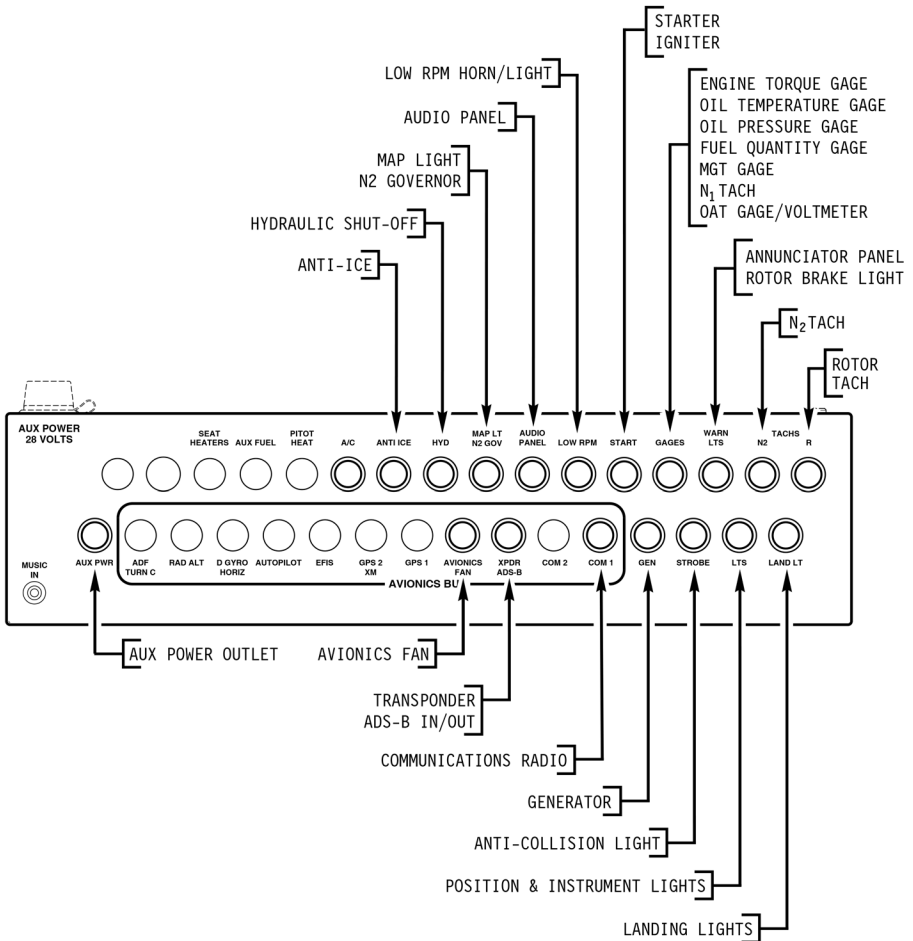 STARTER
IGNITER
LOW RPM HORN/LIGHT
ENGINE TORQUE GAGE
OIL TEMPERATURE GAGE
OIL PRESSURE GAGE
FUEL QUANTITY GAGE
MGT GAGE
N1 TACH
OAT GAGE/VOLTMETER
AUDIO PANEL
MAP LIGHT
N2 GOVERNOR
HYDRAULIC SHUT-OFF
ANTI-ICE
ANNUNCIATOR PANEL
ROTOR BRAKE LIGHT
N2 TACH
ROTOR
TACH
AUX POWER
28 VOLTS
SEAT
HEATERS
AUX FUEL
PITOT
HEAT
A/C
ANTI ICE
HYD
MAP LT
N2 GOV
AUDIO
PANEL
LOW RPM
START
GAGES
WARN
LTS
TACHS
N2
R
MUSIC
IN
AUX PWR
ADF
TURN C
RAD ALT
D GYRO
HORIZ
AUTOPILOT
EFIS
GPS 2
XM
GPS 1
AVIONICS
FAN
XPDR
ADS-B
COM 2
COM 1
GEN
STROBE
LTS
LAND LT
AVIONICS BU
AUX POWER OUTLET
AVIONICS FAN
TRANSPONDER
ADS-B IN/OUT
COMMUNICATIONS RADIO
GENERATOR
ANTI-COLLISION LIGHT
POSITION & INSTRUMENT LIGHTS
LANDING LIGHTS